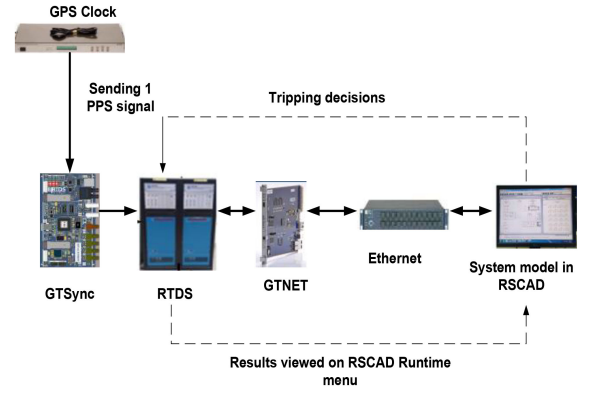 GPS Clock
Sending 1
PPS signal
Tripping decisions
GTSync
RTDS
GTNET
Ethernet
System model in
RSCAD
Results viewed on RSCAD Runtime
menu